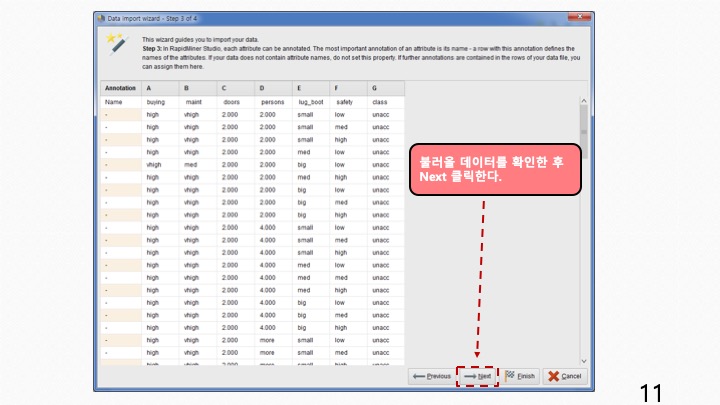 Data import wizard - Step 3 of 4
This wizard guides you to import your data.
Step 3: In RapidMiner Studio, each attribute can be annotated. The most important annotation of an attribute is its name - a row with this annotation defines the
names of the attributes. If your data does not contain attribute names, do not set this property. If further annotations are contained in the rows of your data file, you
can assign them here.
Annotation A B C D E F G
Name buying maint doors persons lug_boot safety class
- high vhigh 2.000 2.000 small low unacc
- high vhigh 2.000 2.000 small med unacc
- high vhigh 2.000 2.000 small high unacc
- high vhigh 2.000 2.000 med low unacc
- vhigh med 2.000 2.000 big low unacc
- high vhigh 2.000 2.000 med high unacc
- high vhigh 2.000 2.000 big low unacc
- high vhigh 2.000 2.000 big med unacc
- high vhigh 2.000 2.000 big high unacc
- high vhigh 2.000 4.000 small low unacc
- high vhigh 2.000 4.000 small med unacc
- high vhigh 2.000 4.000 small high unacc
- high vhigh 2.000 4.000 med low unacc
- high vhigh 2.000 4.000 med med unacc
- high vhigh 2.000 4.000 med high unacc
- high vhigh 2.000 4.000 big low unacc
- high vhigh 2.000 4.000 big med unacc
- high vhigh 2.000 4.000 big high unacc
- high vhigh 2.000 more small low unacc
- high vhigh 2.000 more small med unacc
- high vhigh 2.000 more small high unacc
불러올 데이터를 확인한 후
Next 클릭한다.
Previous Next Finish Cancel
11